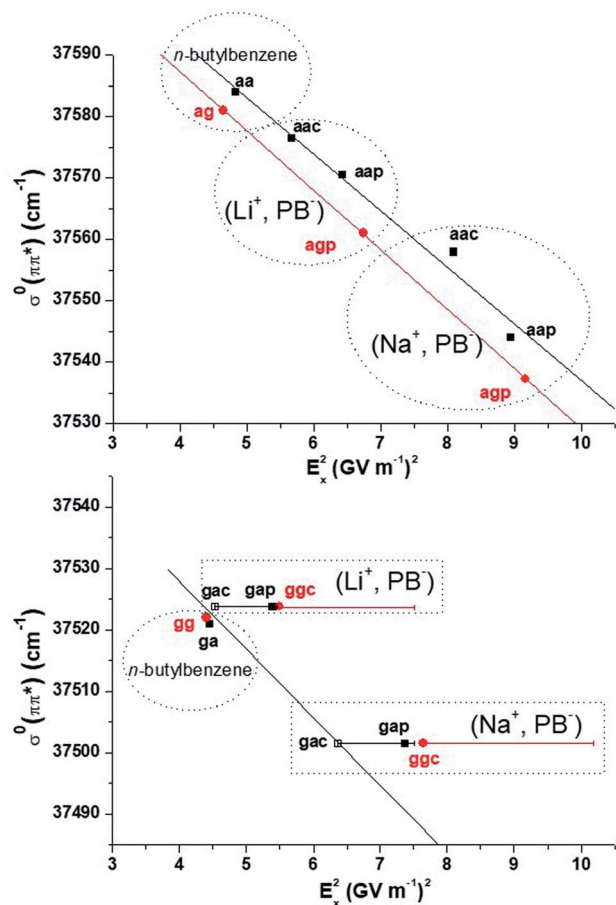 37590
n-butylbenzene
aa
37580
ag
aac
37570
aap
(Li⁺, PB⁻)
37560
agp
aac
37550
(Na⁺, PB⁻)
aap
37540
agp
37530
σ⁰(ππ*) (cm⁻¹)
3 4 5 6 7 8 9 10
Eₓ² (GV m⁻¹)²
37540
37530
(Li⁺, PB⁻)
gac gap ggc
gg
37520
ga
n-butylbenzene
37510
(Na⁺, PB⁻)
gac gap
37500
ggc
37490
σ⁰(ππ*) (cm⁻¹)
3 4 5 6 7 8 9 10
Eₓ² (GV m⁻¹)²